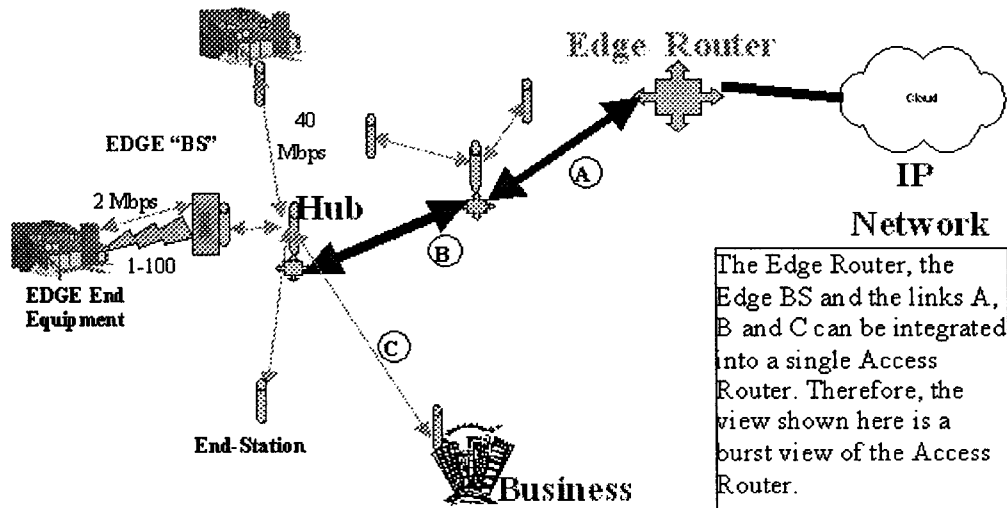 Edge Router
Cloud
IP
Network
40
Mbps
EDGE “BS”
2 Mbps
Hub
A
B
1-100
EDGE End
Equipment
C
End-Station
Business
The Edge Router, the
Edge BS and the links A,
B and C can be integrated
into a single Access
Router. Therefore, the
view shown here is a
burst view of the Access
Router.